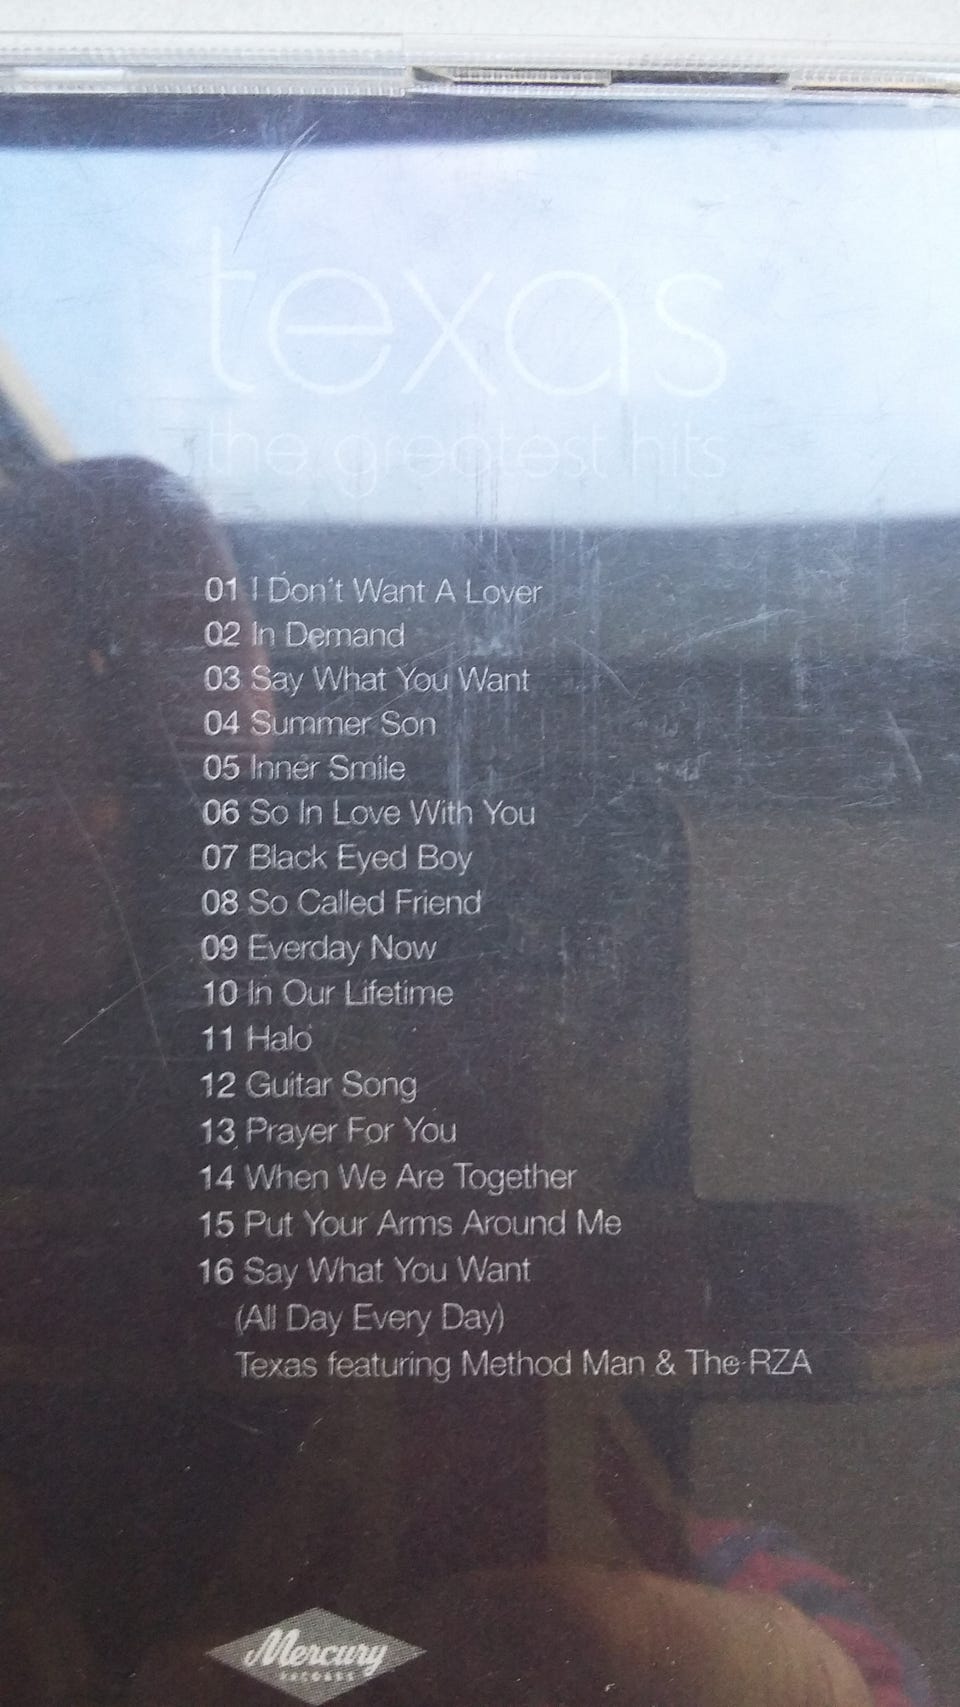 texas
the greatest hits
01 I Don't Want A Lover
02 In Demand
03 Say What You Want
04 Summer Son
05 Inner Smile
06 So In Love With You
07 Black Eyed Boy
08 So Called Friend
09 Everday Now
10 In Our Lifetime
11 Halo
12 Guitar Song
13 Prayer For You
14 When We Are Together
15 Put Your Arms Around Me
16 Say What You Want
(All Day Every Day)
Texas featuring Method Man & The RZA
Mercury
RECORDS